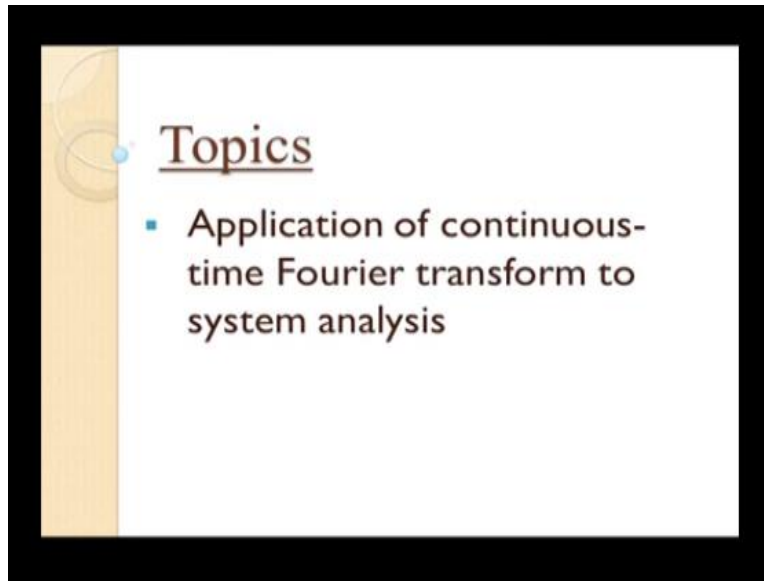 Topics
Application of continuous-
time Fourier transform to
system analysis